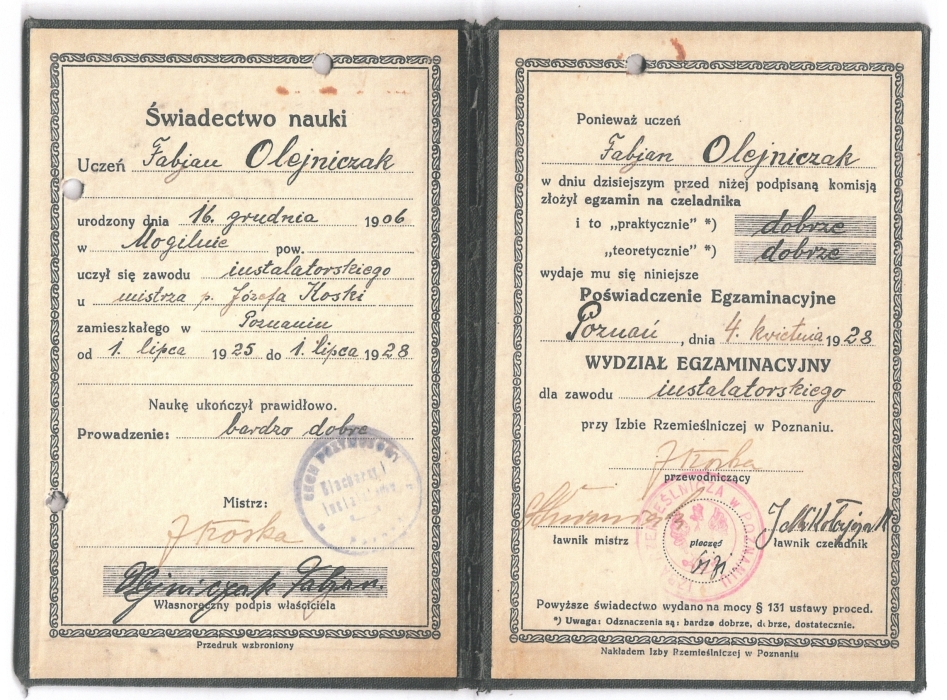 Świadectwo nauki
Uczeń Fabjan Olejniczak
urodzony dnia 16. grudnia 1906
w Mogilnie pow.
uczył się zawodu instalatorskiego
u mistrza p. Józefa Koski
zamieszkałego w Poznaniu
od 1. lipca 1925 do 1. lipca 1928
Naukę ukończył prawidłowo.
Prowadzenie: bardzo dobre
Mistrz:
Olejniczak Fabjan
Własnoręczny podpis właściciela
Przedruk wzbroniony
Ponieważ uczeń
Fabjan Olejniczak
w dniu dzisiejszym przed niżej podpisaną komisją
złożył egzamin na czeladnika
i to „praktycznie" *) dobrze
„teoretycznie" *) dobrze
wydaje mu się niniejsze
Poświadczenie Egzaminacyjne
Poznań, dnia 4. kwietnia 1928
WYDZIAŁ EGZAMINACYJNY
dla zawodu instalatorskiego
przy Izbie Rzemieślniczej w Poznaniu.
przewodniczący
RZEMIEŚLNICZA W POZNANIU
ławnik mistrz pieczęć ławnik czeladnik
Powyższe świadectwo wydano na mocy § 131 ustawy proced.
*) Uwaga: Odznaczenia są: bardzo dobrze, dobrze, dostatecznie.
Nakładem Izby Rzemieślniczej w Poznaniu